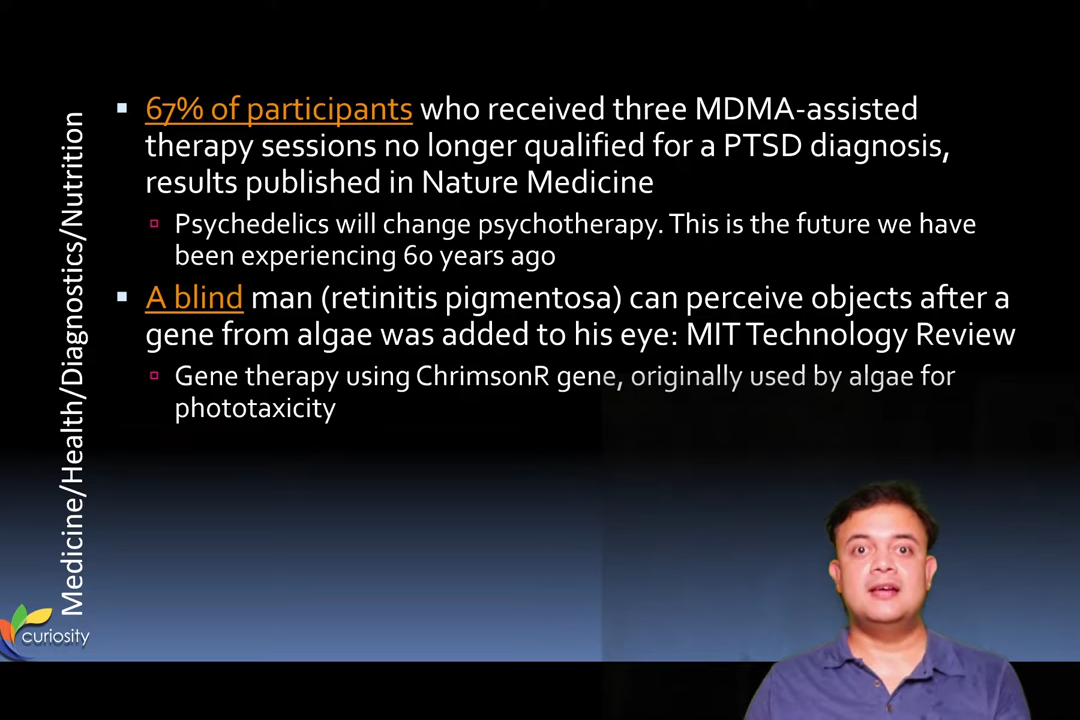 Medicine/Health/Diagnostics/Nutrition
67% of participants who received three MDMA-assisted
therapy sessions no longer qualified for a PTSD diagnosis,
results published in Nature Medicine
Psychedelics will change psychotherapy. This is the future we have
been experiencing 60 years ago
A blind man (retinitis pigmentosa) can perceive objects after a
gene from algae was added to his eye: MIT Technology Review
Gene therapy using ChrimsonR gene, originally used by algae for
phototaxicity
curiosity